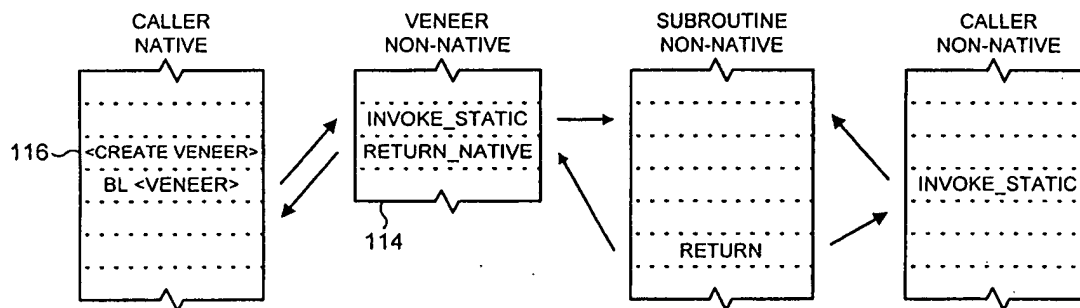 CALLER
NATIVE
VENEER
NON-NATIVE
SUBROUTINE
NON-NATIVE
CALLER
NON-NATIVE
116
<CREATE VENEER>
BL <VENEER>
INVOKE_STATIC
RETURN_NATIVE
114
RETURN
INVOKE_STATIC